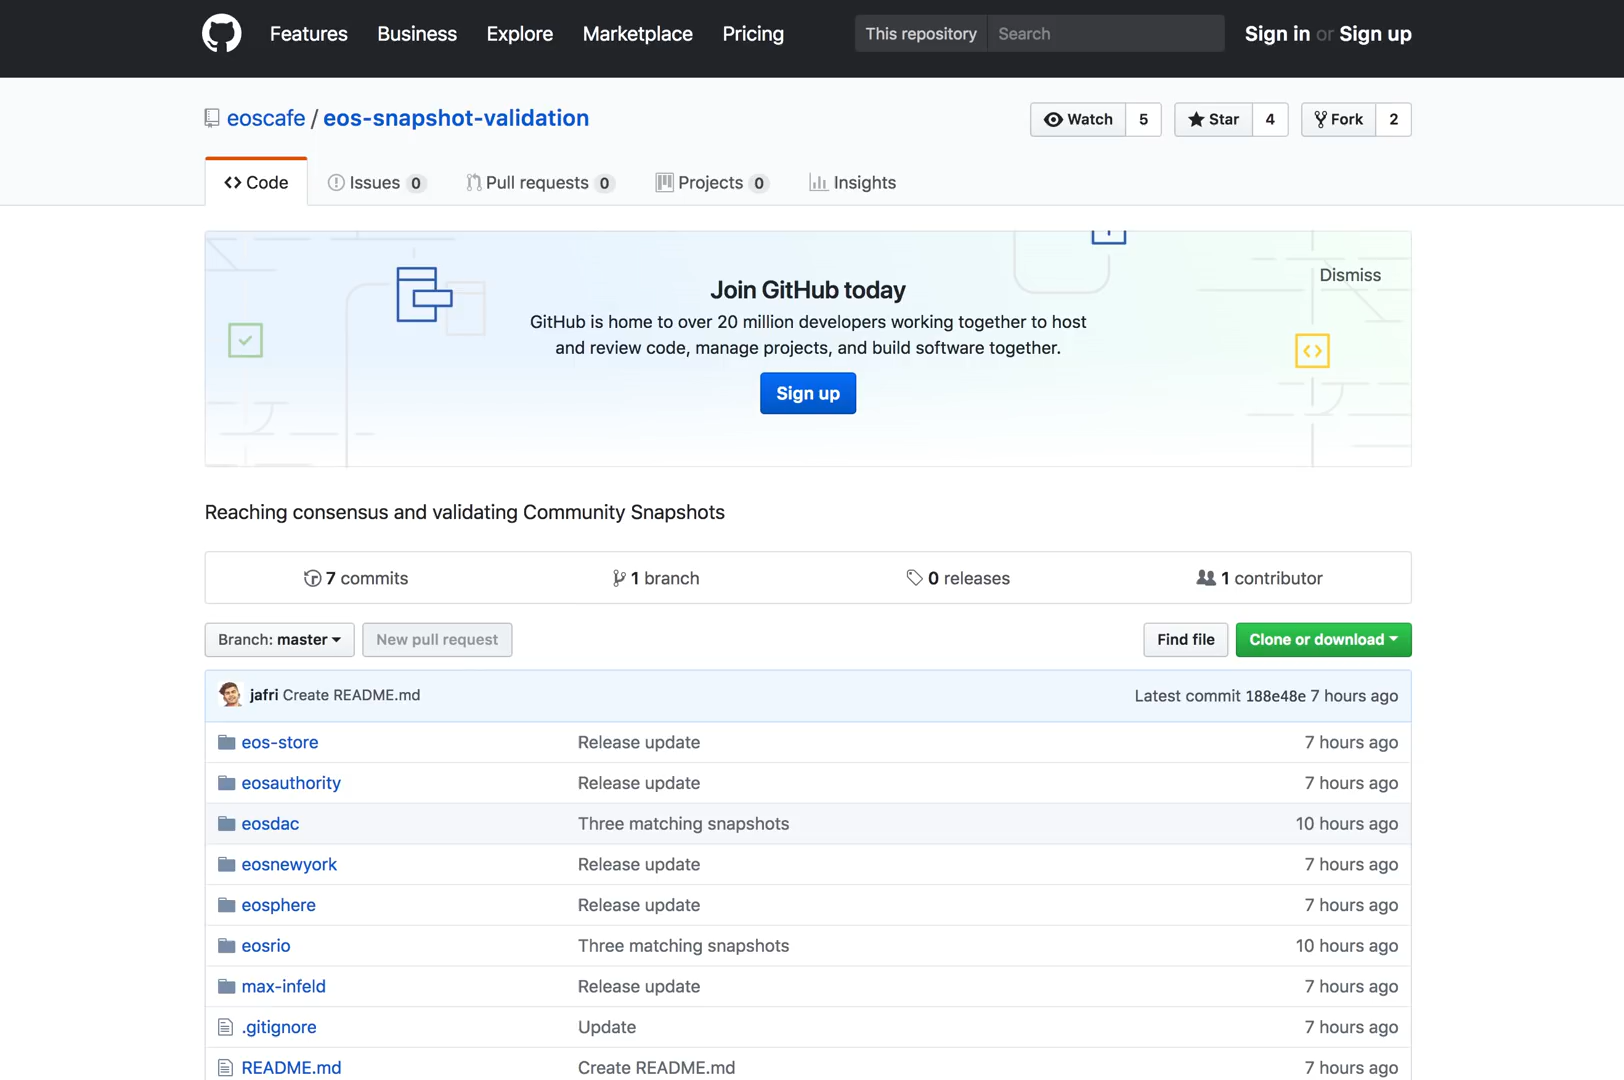 Features Business Explore Marketplace Pricing This repository Search Sign in or Sign up
eoscafe / eos-snapshot-validation Watch 5 Star 4 Fork 2
Code Issues 0 Pull requests 0 Projects 0 Insights
Dismiss
Join GitHub today
GitHub is home to over 20 million developers working together to host
and review code, manage projects, and build software together.
Sign up
Reaching consensus and validating Community Snapshots
7 commits 1 branch 0 releases 1 contributor
Branch: master New pull request Find file Clone or download
jafri Create README.md Latest commit 188e48e 7 hours ago
eos-store Release update 7 hours ago
eosauthority Release update 7 hours ago
eosdac Three matching snapshots 10 hours ago
eosnewyork Release update 7 hours ago
eosphere Release update 7 hours ago
eosrio Three matching snapshots 10 hours ago
max-infeld Release update 7 hours ago
.gitignore Update 7 hours ago
README.md Create README.md 7 hours ago